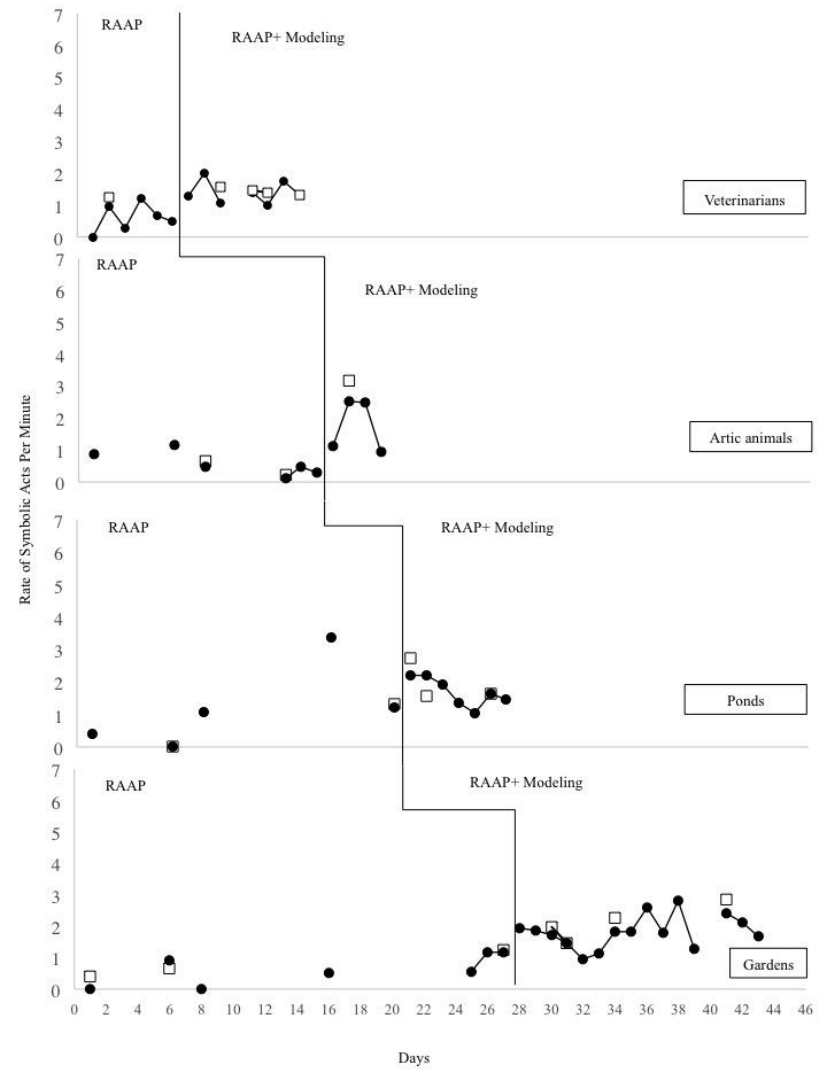 7
RAAP
RAAP+ Modeling
6
5
4
3
2
Veterinarians
1
0
7
RAAP
RAAP+ Modeling
6
5
4
3
2
Artic animals
1
0
Rate of Symbolic Acts Per Minute
7
RAAP
RAAP+ Modeling
6
5
4
3
2
Ponds
1
0
7
RAAP
RAAP+ Modeling
6
5
4
3
2
1
Gardens
0
0 2 4 6 8 10 12 14 16 18 20 22 24 26 28 30 32 34 36 38 40 42 44 46
Days